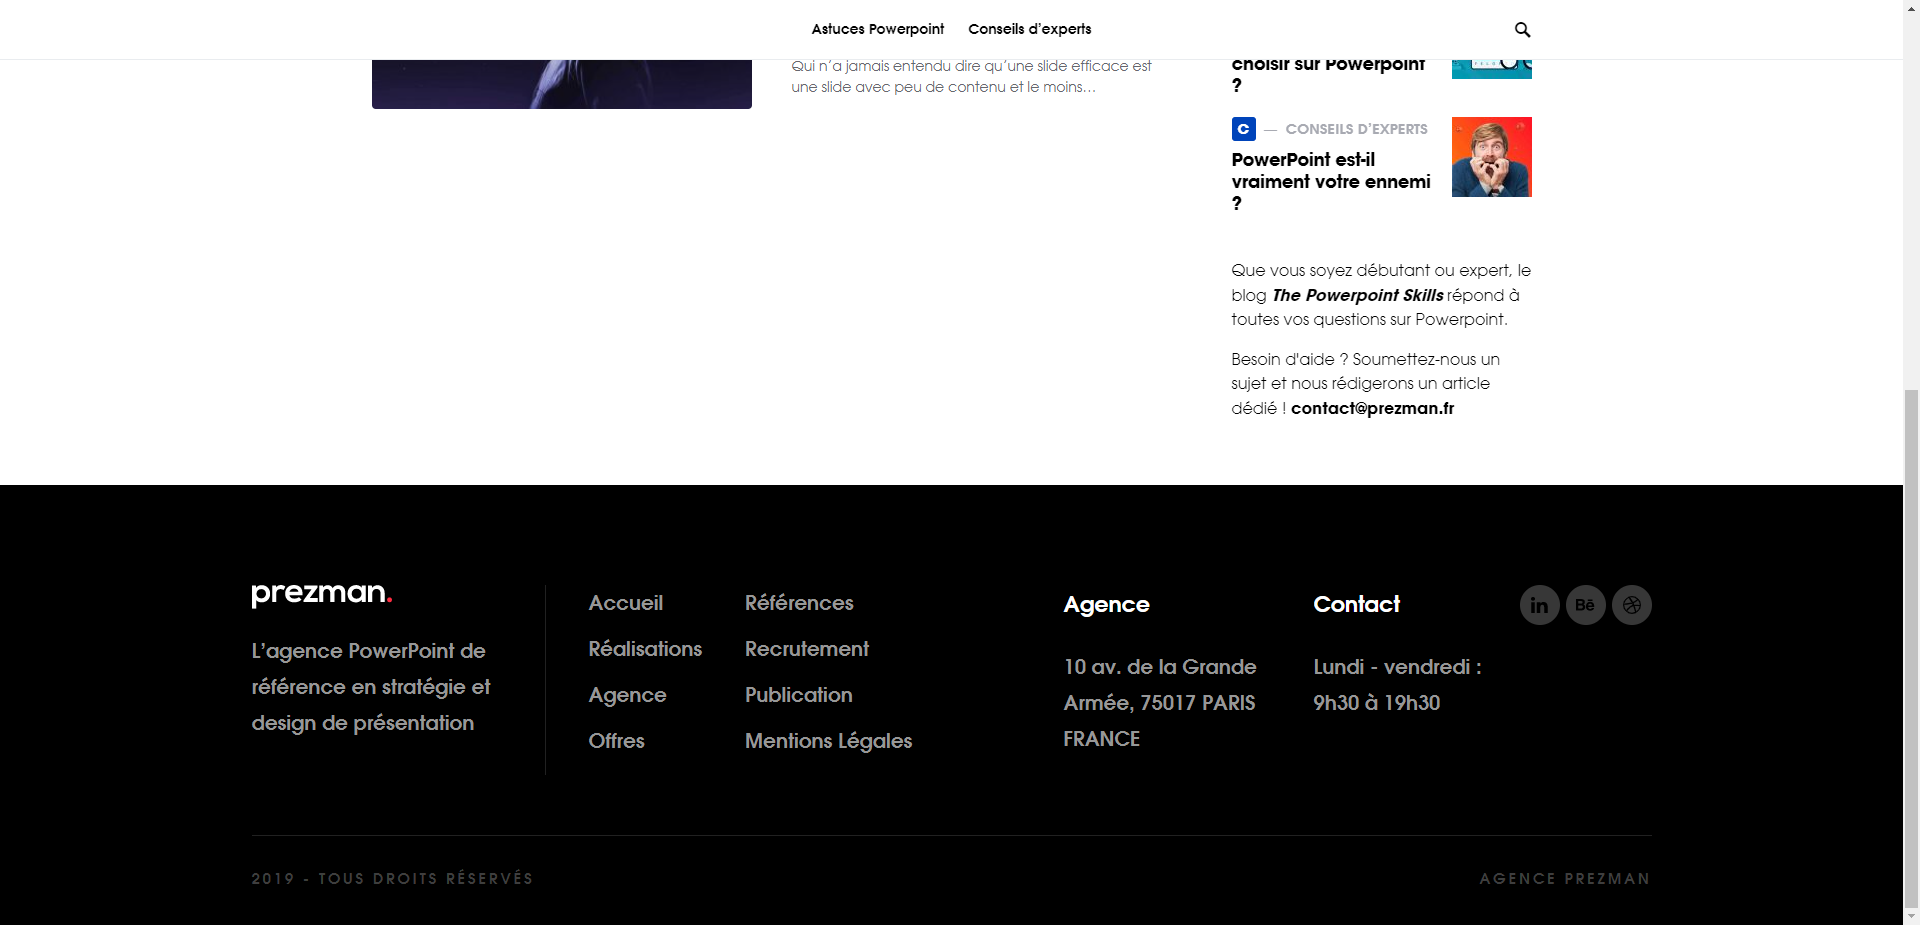 Astuces Powerpoint
Conseils d'experts
Qui n'a jamais entendu dire qu'une slide efficace est
une slide avec peu de contenu et le moins…
choisir sur Powerpoint
?
C — CONSEILS D'EXPERTS
PowerPoint est-il
vraiment votre ennemi
?
Que vous soyez débutant ou expert, le
blog The Powerpoint Skills répond à
toutes vos questions sur Powerpoint.
Besoin d'aide ? Soumettez-nous un
sujet et nous rédigerons un article
dédié ! contact@prezman.fr
prezman.
L'agence PowerPoint de
référence en stratégie et
design de présentation
Accueil
Réalisations
Agence
Offres
Références
Recrutement
Publication
Mentions Légales
Agence
10 av. de la Grande
Armée, 75017 PARIS
FRANCE
Contact
Lundi - vendredi :
9h30 à 19h30
in
Bē
2019 - TOUS DROITS RÉSERVÉS
AGENCE PREZMAN